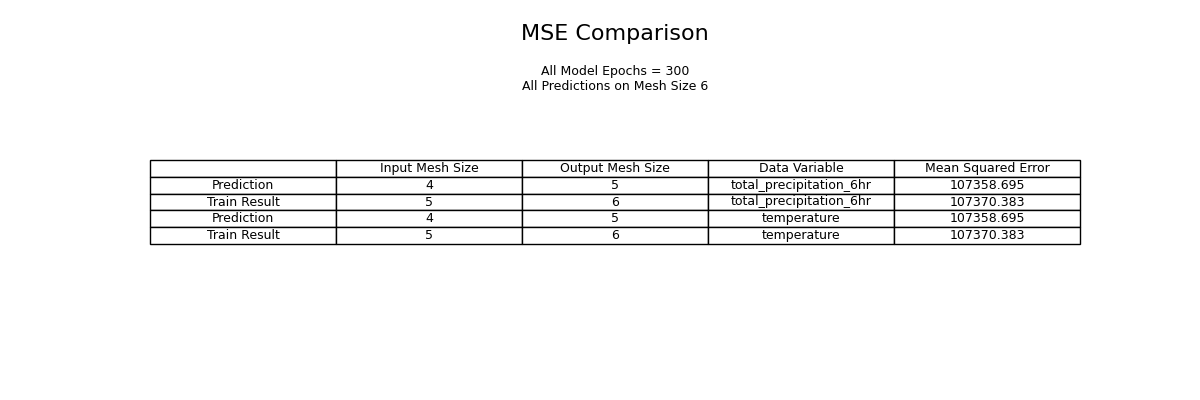 MSE Comparison
All Model Epochs = 300
All Predictions on Mesh Size 6
Input Mesh Size Output Mesh Size Data Variable Mean Squared Error
Prediction 4 5 total_precipitation_6hr 107358.695
Train Result 5 6 total_precipitation_6hr 107370.383
Prediction 4 5 temperature 107358.695
Train Result 5 6 temperature 107370.383